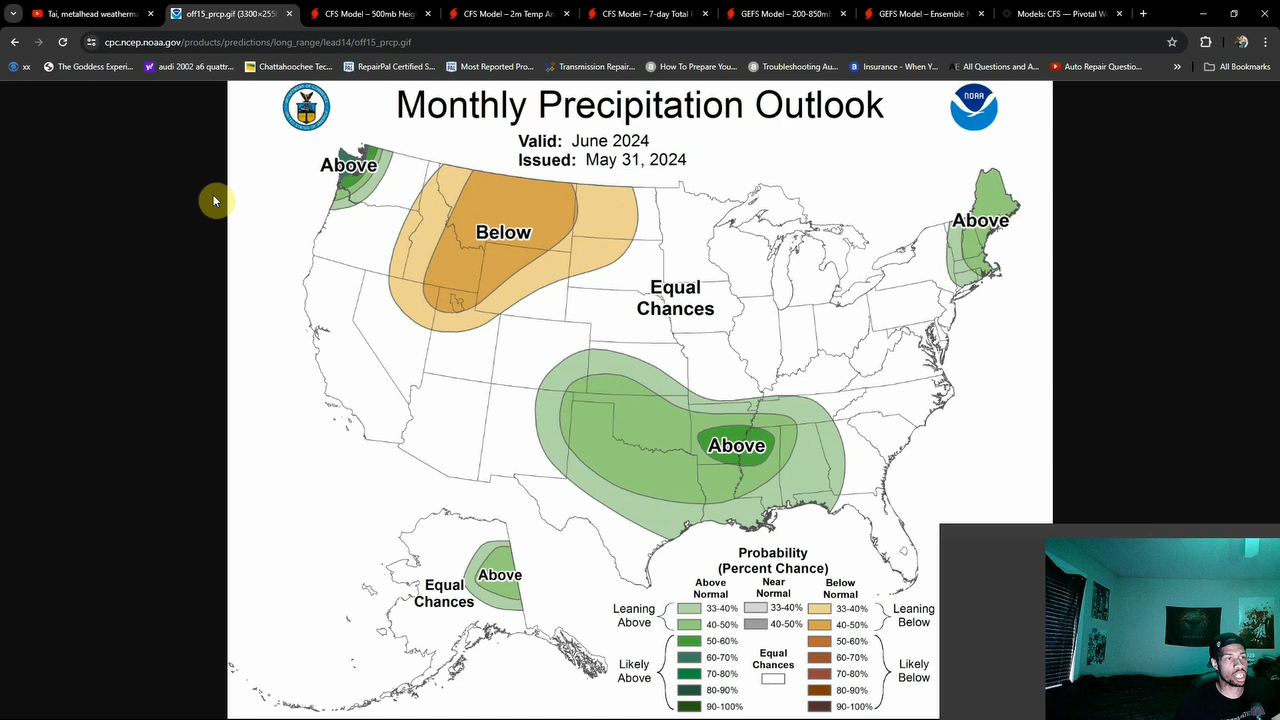 Tai, metalhead weatherma
off15_prcp.gif (3300×255
CFS Model – 500mb Heig
CFS Model – 2m Temp An
CFS Model – 7-day Total
GEFS Model – 200-850ml
GEFS Model – Ensemble M
Models: CFS — Pivotal W
cpc.ncep.noaa.gov/products/predictions/long_range/lead14/off15_prcp.gif
xx
The Goddess Experi...
audi 2002 a6 quattr...
Chattahoochee Tec...
RepairPal Certified S...
Most Reported Pro...
Transmission Repair...
How To Prepare You...
Troubleshooting Au...
Insurance - When Y...
All Questions and A...
Auto Repair Questio...
All Bookmarks
Monthly Precipitation Outlook
NOAA
Valid: June 2024
Issued: May 31, 2024
Above
Below
Above
Equal
Chances
Above
Above
Equal
Chances
Probability
(Percent Chance)
Above
Normal
Near
Normal
Below
Normal
Leaning
Above
33-40%
33-40%
33-40%
Leaning
Below
40-50%
40-50%
40-50%
Likely
Above
50-60%
Equal
Chances
50-60%
Likely
Below
60-70%
60-70%
70-80%
70-80%
80-90%
80-90%
90-100%
90-100%